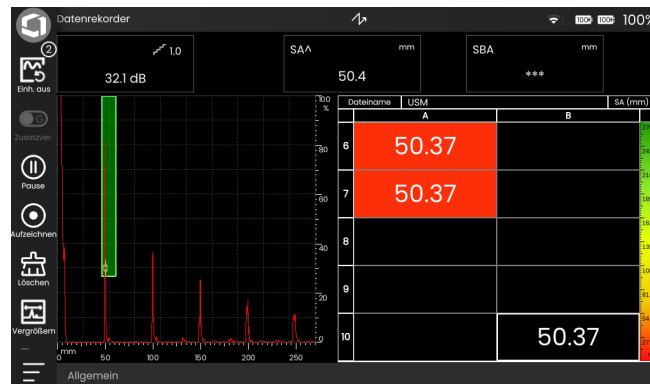 Datenrekorder
100 100 100%
2
Einh. aus
1.0
32.1 dB
SA^ mm
50.4
SBA mm
***
Zusatzver.
Pause
Aufzeichnen
Löschen
Vergrößern
100
%
80
60
40
20
0
mm
0 50 100 150 200 250
Dateiname USM SA (mm)
A B
6 50.37
7 50.37
8
9
10 50.37
Allgemein